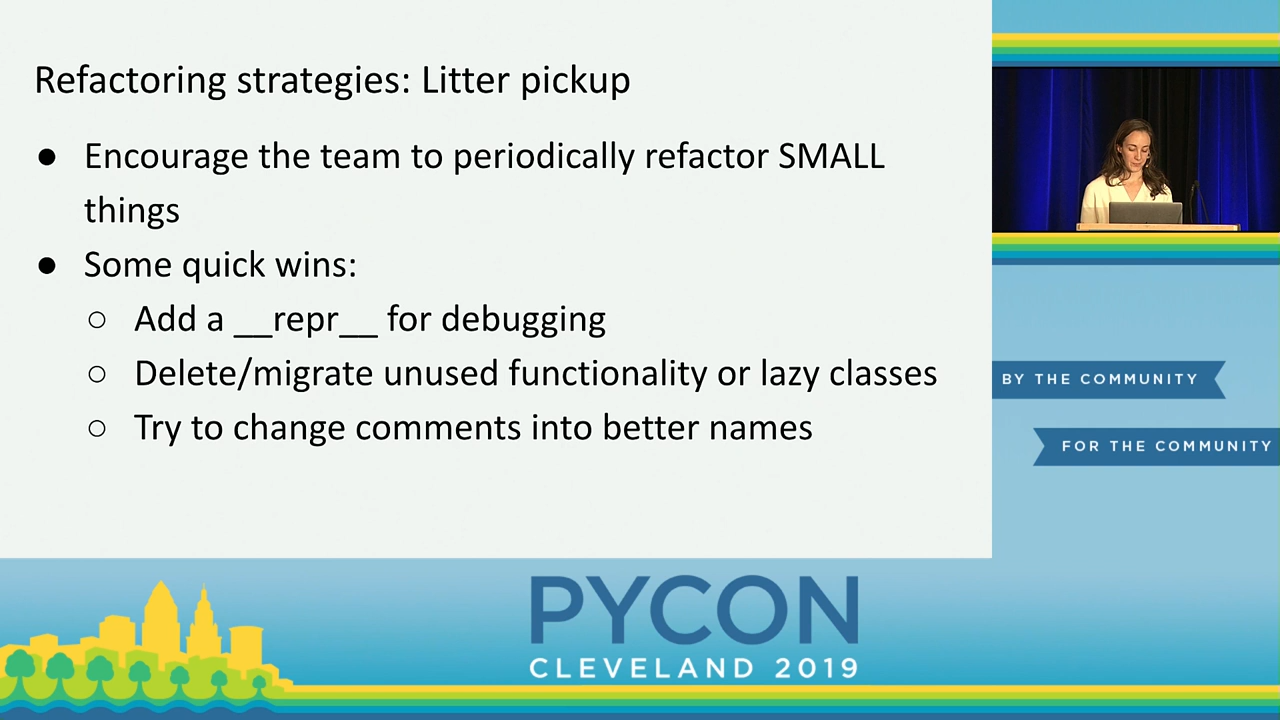 Refactoring strategies: Litter pickup
● Encourage the team to periodically refactor SMALL
things
● Some quick wins:
○ Add a __repr__ for debugging
○ Delete/migrate unused functionality or lazy classes
○ Try to change comments into better names
BY THE COMMUNITY
FOR THE COMMUNITY
PYCON
CLEVELAND 2019